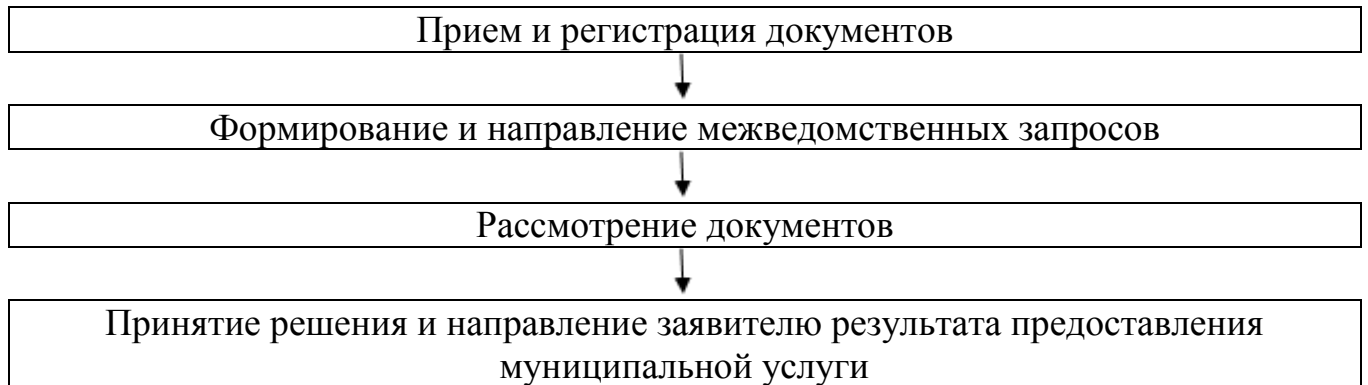 Прием и регистрация документов
Формирование и направление межведомственных запросов
Рассмотрение документов
Принятие решения и направление заявителю результата предоставления
муниципальной услуги